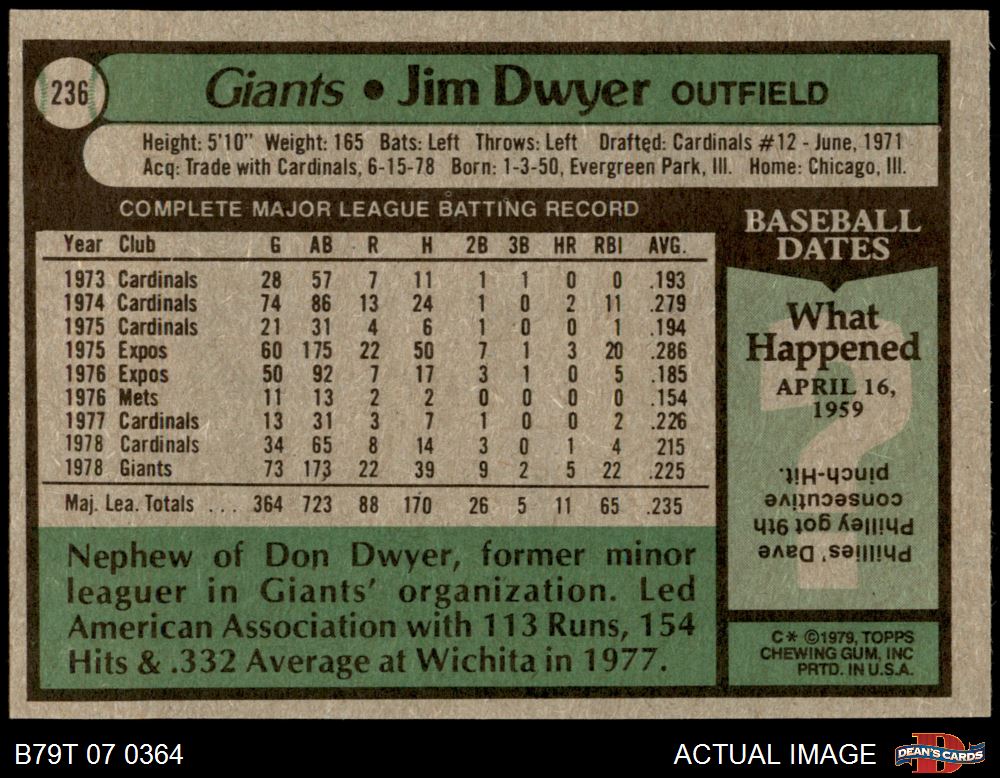 236
Giants • Jim Dwyer OUTFIELD
Height: 5'10" Weight: 165 Bats: Left Throws: Left Drafted: Cardinals #12 - June, 1971
Acq: Trade with Cardinals, 6-15-78 Born: 1-3-50, Evergreen Park, Ill. Home: Chicago, Ill.
COMPLETE MAJOR LEAGUE BATTING RECORD
Year Club G AB R H 2B 3B HR RBI AVG.
1973 Cardinals 28 57 7 11 1 1 0 0 .193
1974 Cardinals 74 86 13 24 1 0 2 11 .279
1975 Cardinals 21 31 4 6 1 0 0 1 .194
1975 Expos 60 175 22 50 7 1 3 20 .286
1976 Expos 50 92 7 17 3 1 0 5 .185
1976 Mets 11 13 2 2 0 0 0 0 .154
1977 Cardinals 13 31 3 7 1 0 0 2 .226
1978 Cardinals 34 65 8 14 3 0 1 4 215
1978 Giants 73 173 22 39 9 2 5 22 .225
Maj. Lea. Totals ... 364 723 88 170 26 5 11 65 .235
Nephew of Don Dwyer, former minor
leaguer in Giants' organization. Led
American Association with 113 Runs, 154
Hits & .332 Average at Wichita in 1977.
BASEBALL
DATES
What
Happened
APRIL 16,
1959
Phillies' Dave
Philley got 9th
consecutive
pinch-Hit.
C* ©1979, TOPPS
CHEWING GUM, INC
PRTD. IN U.S.A.
B79T 07 0364
ACTUAL IMAGE
D
DEAN'S CARDS